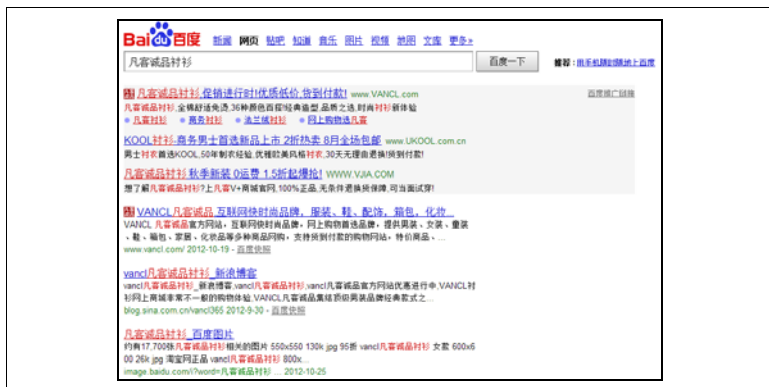 Bai百度 新闻 网页 贴吧 知道 音乐 图片 视频 地图 文库 更多»
凡客诚品衬衫 百度一下 推荐：用手机随时随地上百度
凡客诚品衬衫,促销进行时!优质低价,货到付款! www.VANCL.com 百度推广链接
凡客诚品衬衫,全棉舒适免烫,36种颜色百搭!经典造型,品质之选,时尚衬衫新体验
凡客衬衫 商务衬衫 法兰绒衬衫 网上购物选凡客
KOOL衬衫-商务男士首选新品上市 2折热卖 8月全场包邮 www.UKOOL.com.cn
男士衬衣首选KOOL,50年制衣经验,优雅欧美风格衬衣,30天无理由退换!货到付款!
凡客诚品衬衫 秋季新装 0运费 1.5折起爆抢! WWW.VJIA.COM
想了解凡客诚品衬衫?上凡客V+商城官网,100%正品,无条件退换货保障,可当面试穿!
VANCL凡客诚品_互联网快时尚品牌，服装、鞋、配饰，箱包，化妆...
VANCL 凡客诚品官方网站，互联网快时尚品牌，网上购物首选品牌，提供男装、女装、童装
、鞋、箱包、家居、化妆品等多种商品网购，支持货到付款的购物网站，特价商品、...
www.vancl.com/ 2012-10-19 - 百度快照
vancl凡客诚品衬衫_新浪博客
vancl凡客诚品衬衫_新浪博客,vancl凡客诚品衬衫,vancl凡客诚品官方网站优惠进行中,VANCL衬
衫网上商城非常不一般的购物体验,VANCL凡客诚品集结顶级男装品牌经典款式之...
blog.sina.com.cn/vancl365 2012-9-30 - 百度快照
凡客诚品衬衫_百度图片
约有17,700张凡客诚品衬衫相关的图片 550x550 130k jpg 95折 vancl凡客诚品衬衫 女款 600x6
00 26k jpg 淘宝网正品 vancl凡客诚品衬衫 800x...
image.baidu.com/i?word=凡客诚品衬衫 ... 2012-10-25